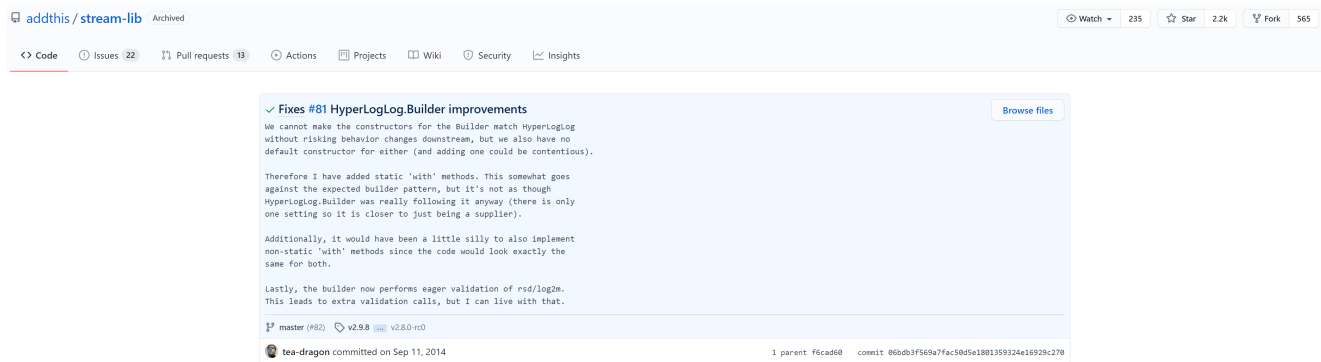 addthis / stream-lib Archived
Watch 235 Star 2.2k Fork 565
Code Issues 22 Pull requests 13 Actions Projects Wiki Security Insights
Fixes #81 HyperLogLog.Builder improvements
Browse files
We cannot make the constructors for the Builder match HyperLogLog
without risking behavior changes downstream, but we also have no
default constructor for either (and adding one could be contentious).
Therefore I have added static 'with' methods. This somewhat goes
against the expected builder pattern, but it's not as though
HyperLogLog.Builder was really following it anyway (there is only
one setting so it is closer to just being a supplier).
Additionally, it would have been a little silly to also implement
non-static 'with' methods since the code would look exactly the
same for both.
Lastly, the builder now performs eager validation of rsd/log2m.
This leads to extra validation calls, but I can live with that.
master (#82) v2.9.8 ... v2.8.0-rc0
tea-dragon committed on Sep 11, 2014
1 parent f6cad60 commit 06bdb3f569a7fac50d5e1801359324e16929c270